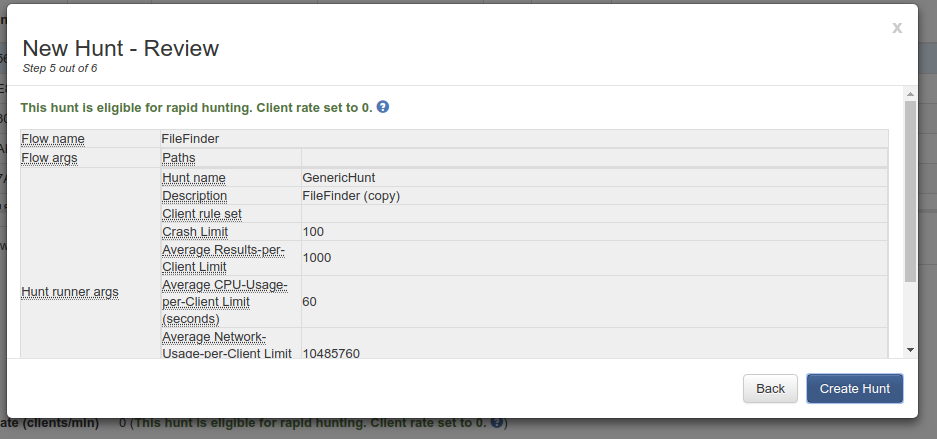 x
New Hunt - Review
Step 5 out of 6
This hunt is eligible for rapid hunting. Client rate set to 0. ?
Flow name FileFinder
Flow args Paths
Hunt runner args
Hunt name GenericHunt
Description FileFinder (copy)
Client rule set
Crash Limit 100
Average Results-per-
Client Limit 1000
Average CPU-Usage-
per-Client Limit
(seconds) 60
Average Network-
Usage-per-Client Limit 10485760
Back Create Hunt
ate (clients/min) 0 (This hunt is eligible for rapid hunting. Client rate set to 0. ?)